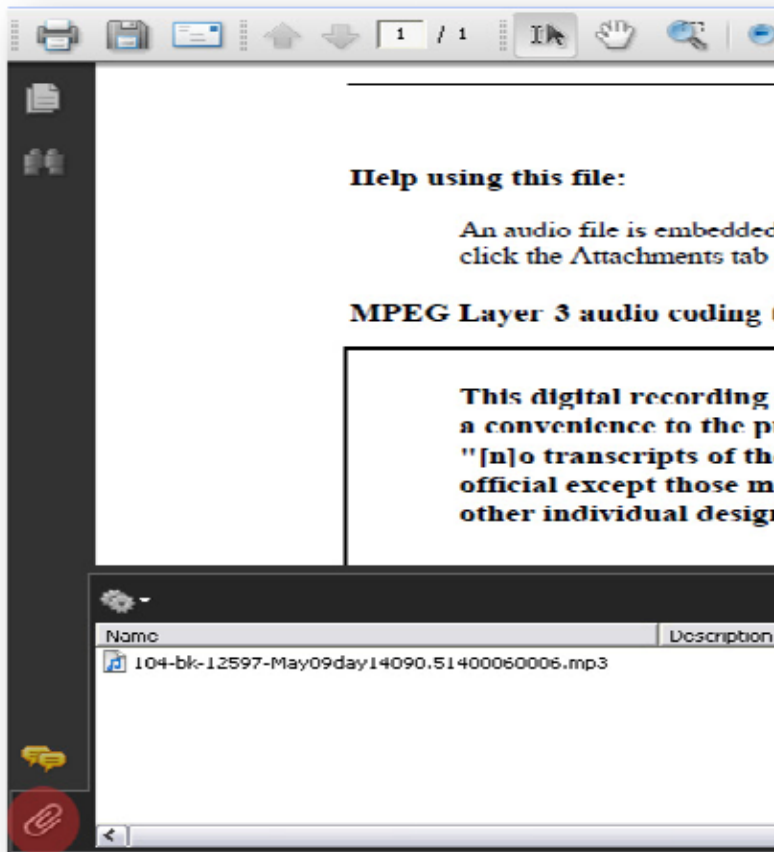 1 / 1
Help using this file:
An audio file is embedded
click the Attachments tab
MPEG Layer 3 audio coding
This digital recording
a convenience to the
"[n]o transcripts of
official except those
other individual
Name Description
104-bk-12597-May09day14090.51400060006.mp3